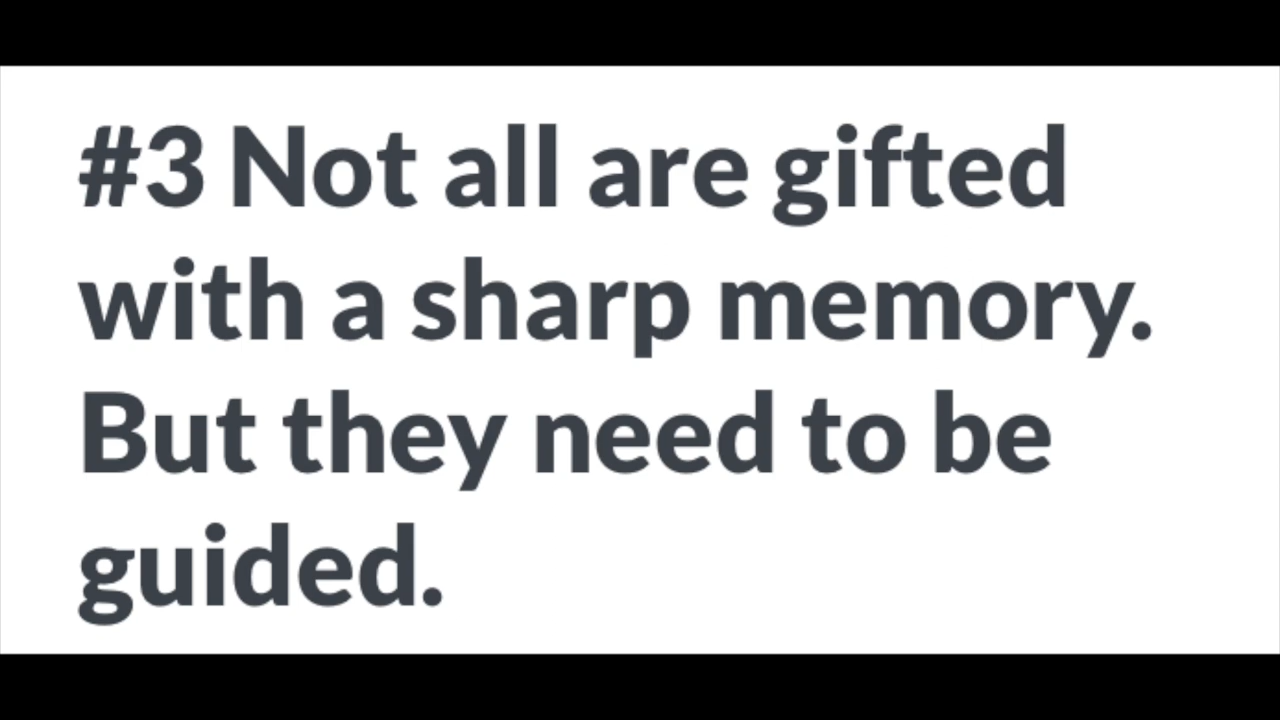 #3 Not all are gifted
with a sharp memory.
But they need to be
guided.